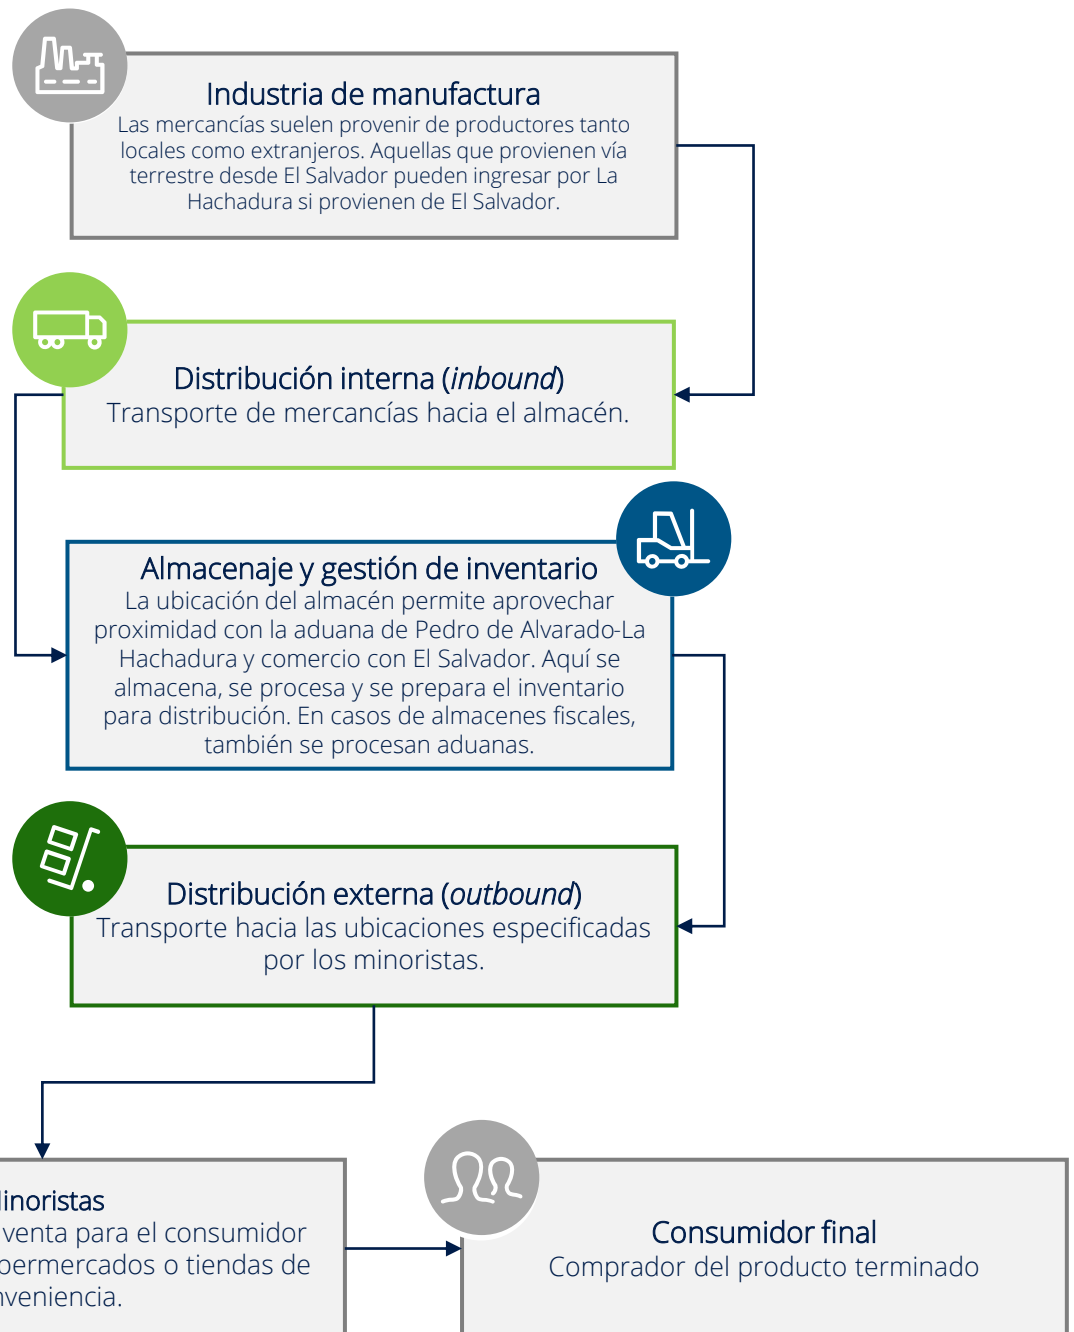 Industria de manufactura
Las mercancías suelen provenir de productores tanto
locales como extranjeros. Aquellas que provienen vía
terrestre desde El Salvador pueden ingresar por La
Hachadura si provienen de El Salvador.
Distribución interna (inbound)
Transporte de mercancías hacia el almacén.
Almacenaje y gestión de inventario
La ubicación del almacén permite aprovechar
proximidad con la aduana de Pedro de Alvarado-La
Hachadura y comercio con El Salvador. Aquí se
almacena, se procesa y se prepara el inventario
para distribución. En casos de almacenes fiscales,
también se procesan aduanas.
Distribución externa (outbound)
Transporte hacia las ubicaciones especificadas
por los minoristas.
venta para el consumidor
o tiendas de
Consumidor final
Comprador del producto terminado